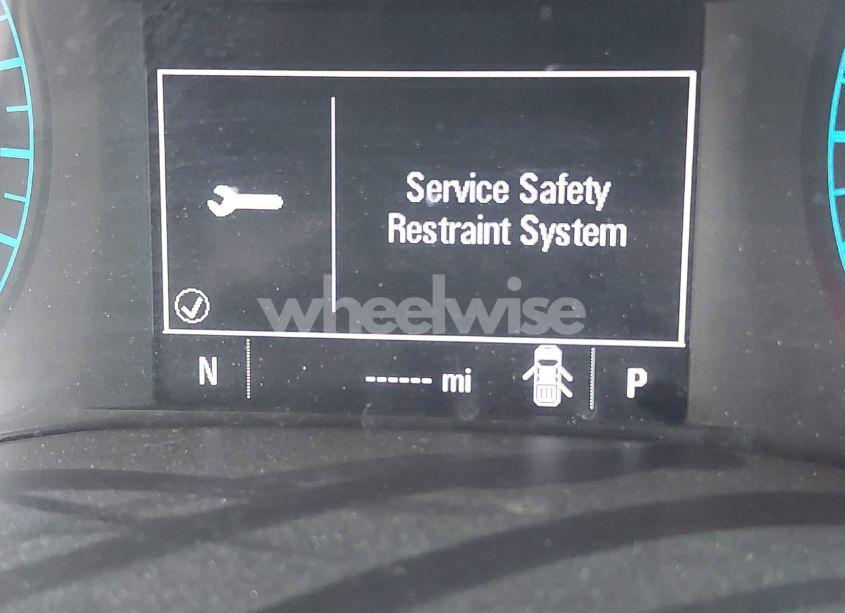 Service Safety
Restraint System
wheelwise
N ------ mi P